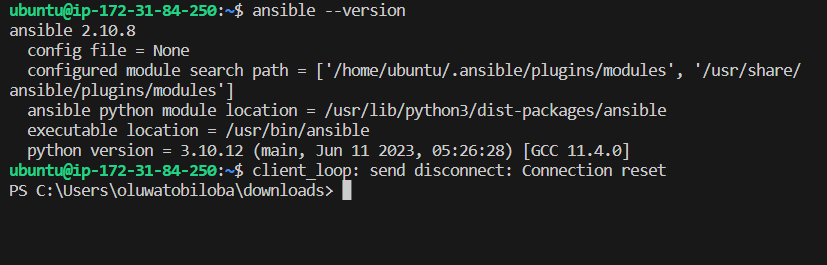 ubuntu@ip-172-31-84-250:~$ ansible --version
ansible 2.10.8
  config file = None
  configured module search path = ['/home/ubuntu/.ansible/plugins/modules', '/usr/share/
ansible/plugins/modules']
  ansible python module location = /usr/lib/python3/dist-packages/ansible
  executable location = /usr/bin/ansible
  python version = 3.10.12 (main, Jun 11 2023, 05:26:28) [GCC 11.4.0]
ubuntu@ip-172-31-84-250:~$ client_loop: send disconnect: Connection reset
PS C:\Users\oluwatobiloba\downloads>